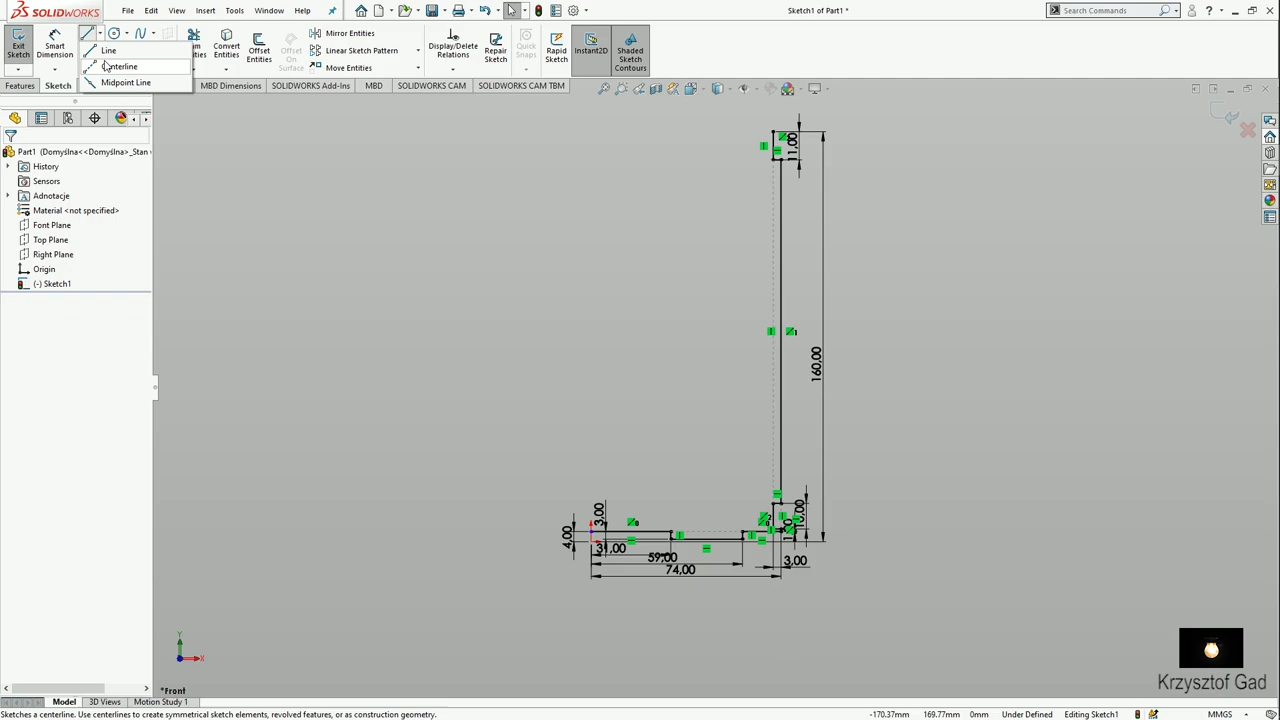 SOLIDWORKS
File
Edit
View
Insert
Tools
Window
Help
Sketch1 of Part1 *
Search Commands
Exit Sketch
Smart Dimension
Line
Centerline
Midpoint Line
Convert Entities
Offset Entities
Offset On Surface
Mirror Entities
Linear Sketch Pattern
Move Entities
Display/Delete Relations
Repair Sketch
Quick Snaps
Rapid Sketch
Instant2D
Shaded Sketch Contours
Features
Sketch
MBD Dimensions
SOLIDWORKS Add-Ins
MBD
SOLIDWORKS CAM
SOLIDWORKS CAM TBM
Part1 (Domyślna<<Domyślna>_Stan
History
Sensors
Adnotacje
Material <not specified>
Font Plane
Top Plane
Right Plane
Origin
(-) Sketch1
11,00
160,00
3,00
4,00
31,00
59,00
74,00
3,00
Y
X
*Front
Krzysztof Gad
Model
3D Views
Motion Study 1
Sketches a centerline. Use centerlines to create symmetrical sketch elements, revolved features, or as construction geometry.
-170.37mm
169.77mm
0mm
Under Defined
Editing Sketch1
MMGS